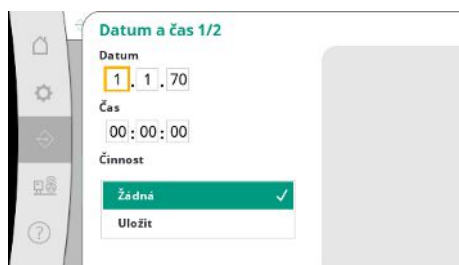 Datum a čas 1/2
Datum
1 . 1 . 70
Čas
00 : 00 : 00
Činnost
Žádná
Uložit